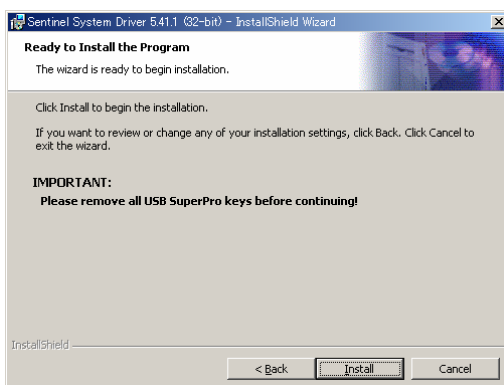 Sentinel System Driver 5.41.1 (32-bit) - InstallShield Wizard
Ready to Install the Program
The wizard is ready to begin installation.
Click Install to begin the installation.
If you want to review or change any of your installation settings, click Back. Click Cancel to
exit the wizard.
IMPORTANT:
Please remove all USB SuperPro keys before continuing!
InstallShield
< Back
Install
Cancel